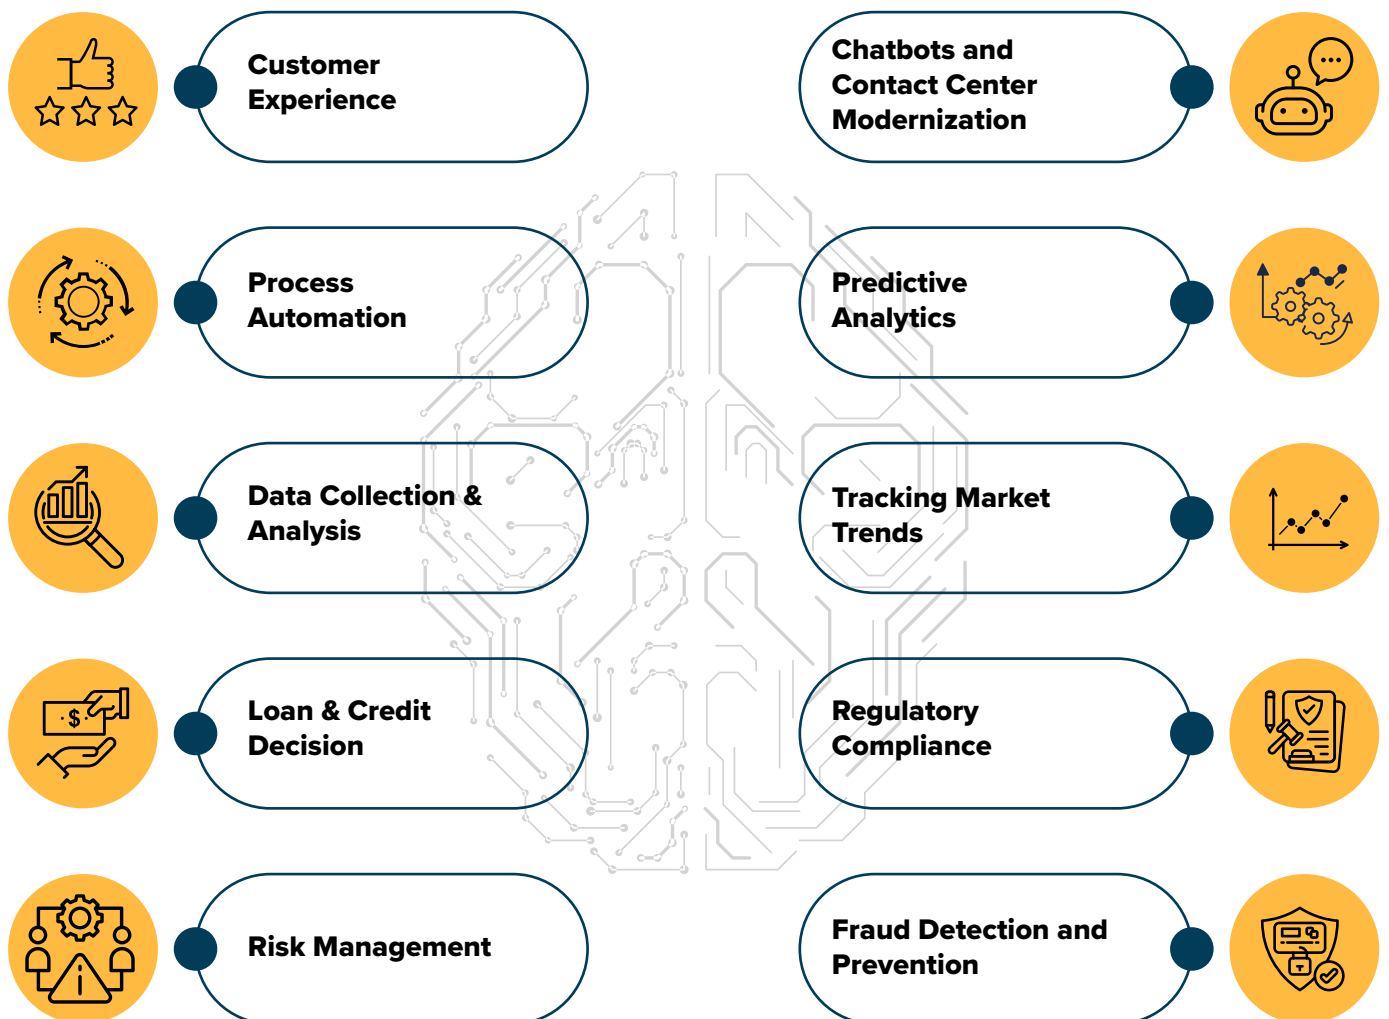 Customer
Experience
Process
Automation
Data Collection &
Analysis
Loan & Credit
Decision
Risk Management
Chatbots and
Contact Center
Modernization
Predictive
Analytics
Tracking Market
Trends
Regulatory
Compliance
Fraud Detection and
Prevention
$